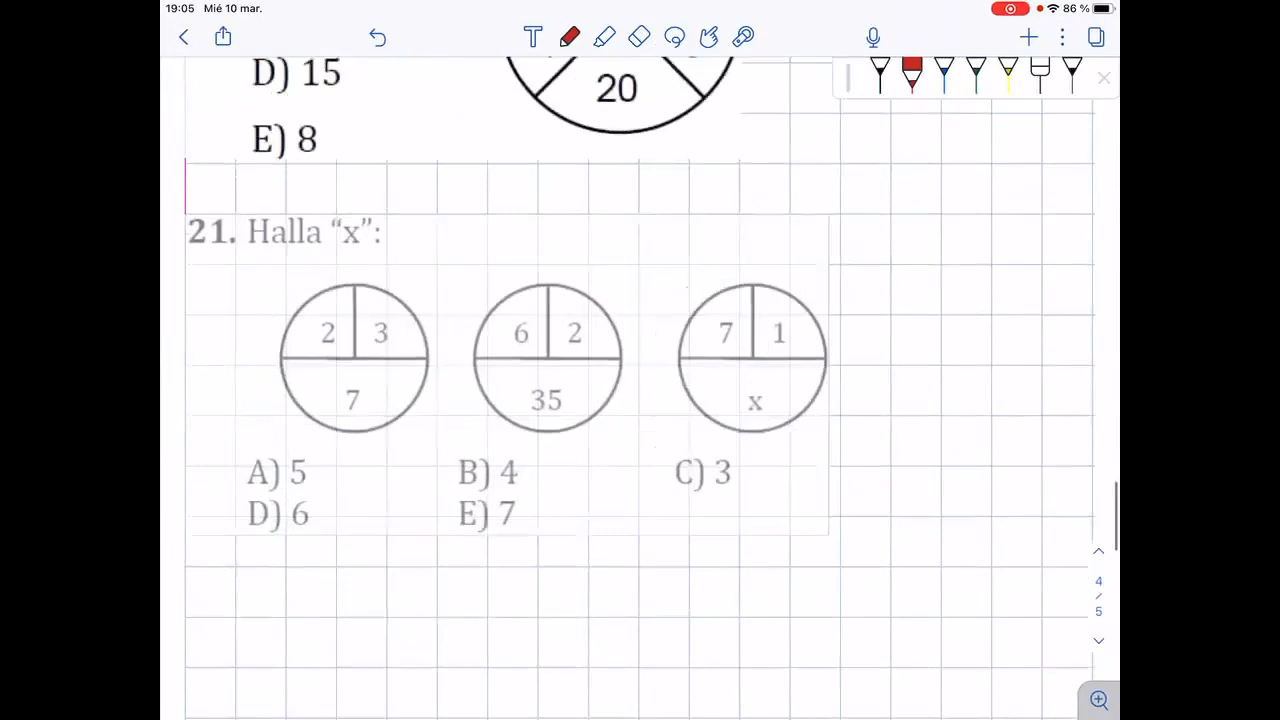 19:05 Mié 10 mar.
86 %
D) 15
20
E) 8
21. Halla “x”:
2 3 6 2 7 1
7 35 x
A) 5 B) 4 C) 3
D) 6 E) 7
4
/
5